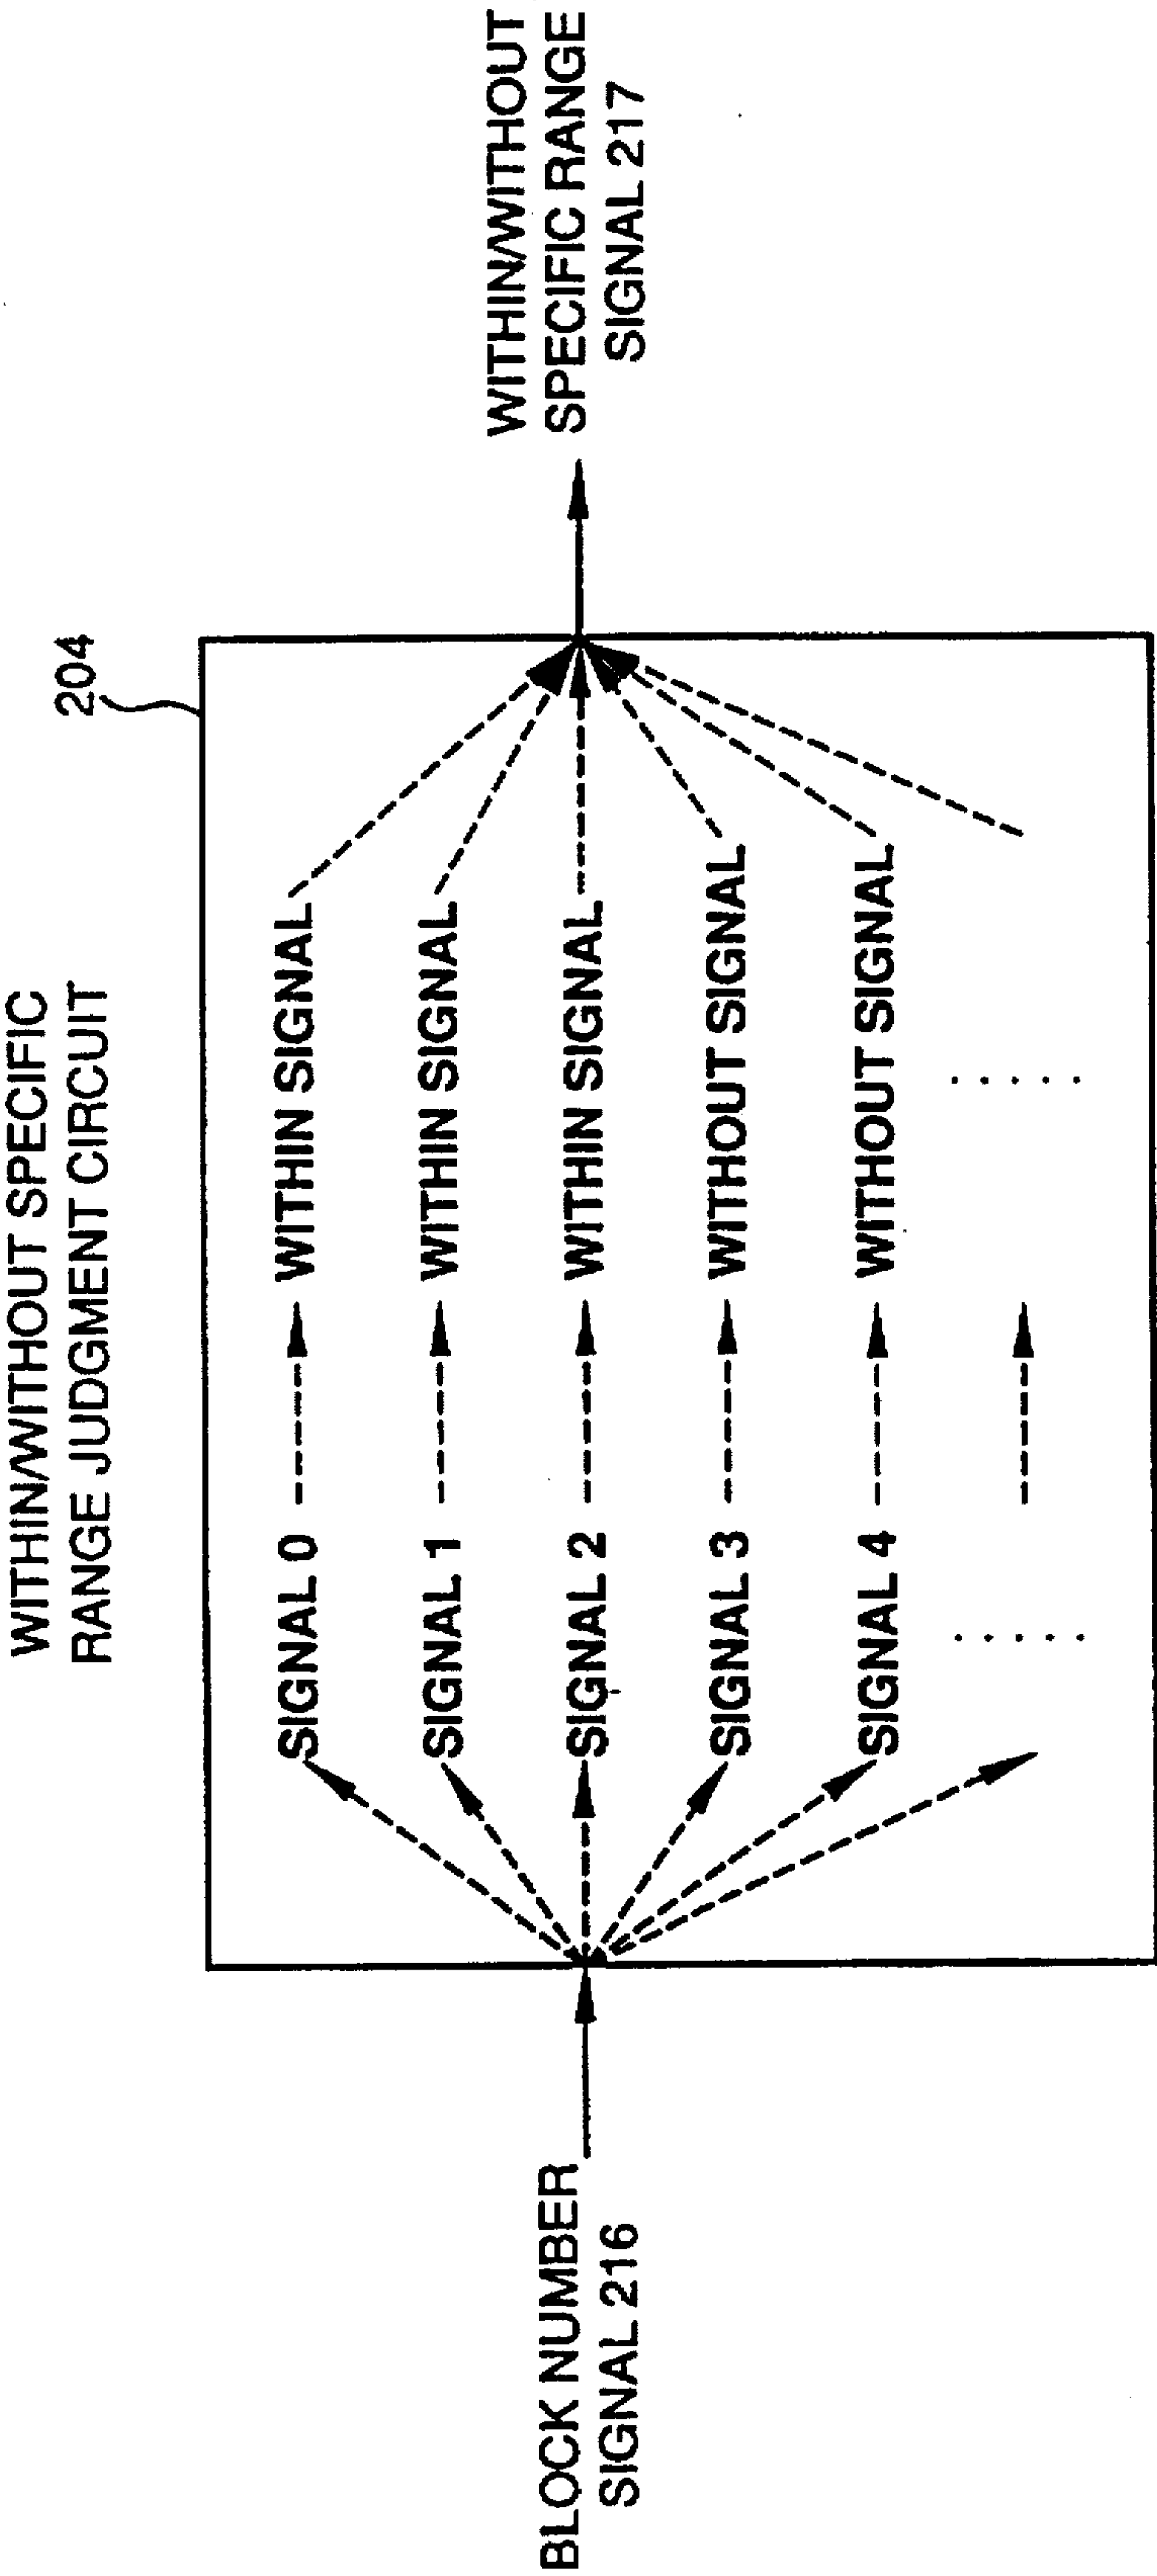 WITHIN/WITHOUT SPECIFIC
RANGE JUDGMENT CIRCUIT
204
BLOCK NUMBER
SIGNAL 216
SIGNAL 0
WITHIN SIGNAL
SIGNAL 1
WITHIN SIGNAL
SIGNAL 2
WITHIN SIGNAL
SIGNAL 3
WITHOUT SIGNAL
SIGNAL 4
WITHOUT SIGNAL
.....
.....
WITHIN/WITHOUT
SPECIFIC RANGE
SIGNAL 217